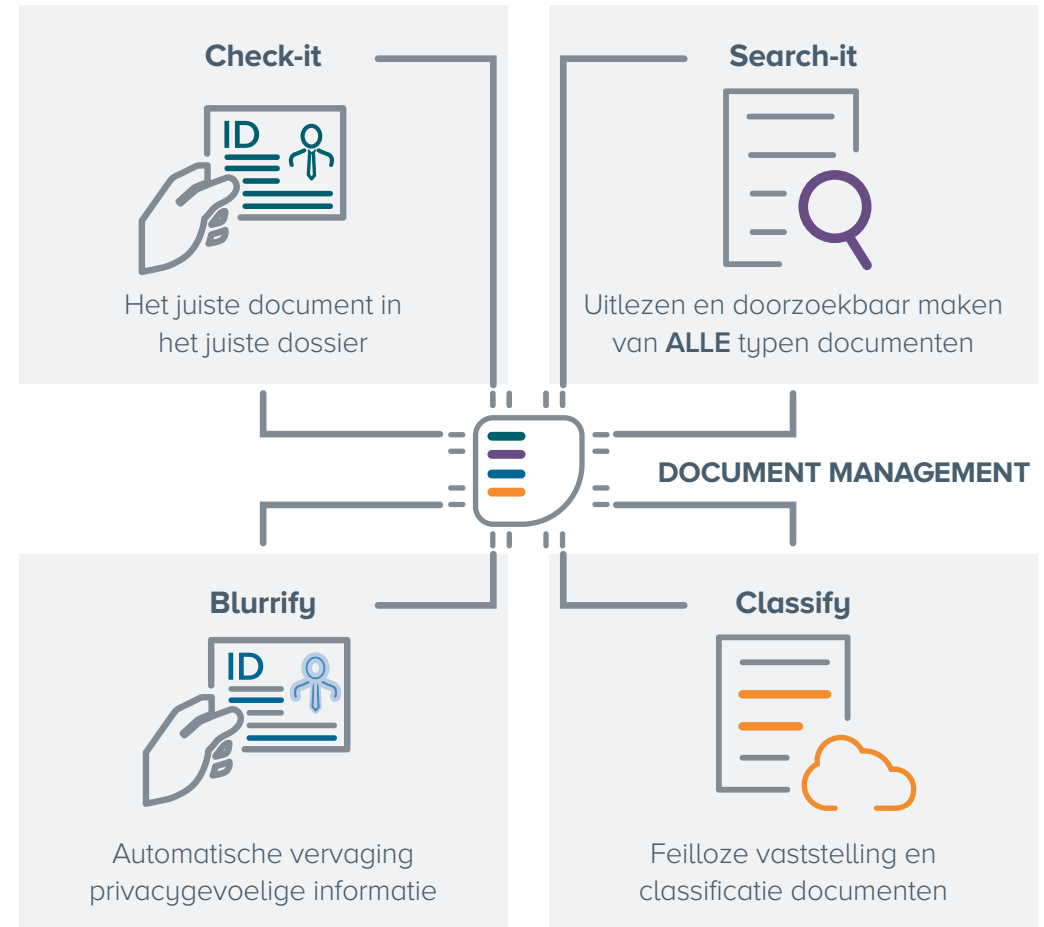 Check-it
ID
Het juiste document in
het juiste dossier
Search-it
Uitlezen en doorzoekbaar maken
van ALLE typen documenten
DOCUMENT MANAGEMENT
Blurrify
ID
Automatische vervaging
privacygevoelige informatie
Classify
Feilloze vaststelling en
classificatie documenten